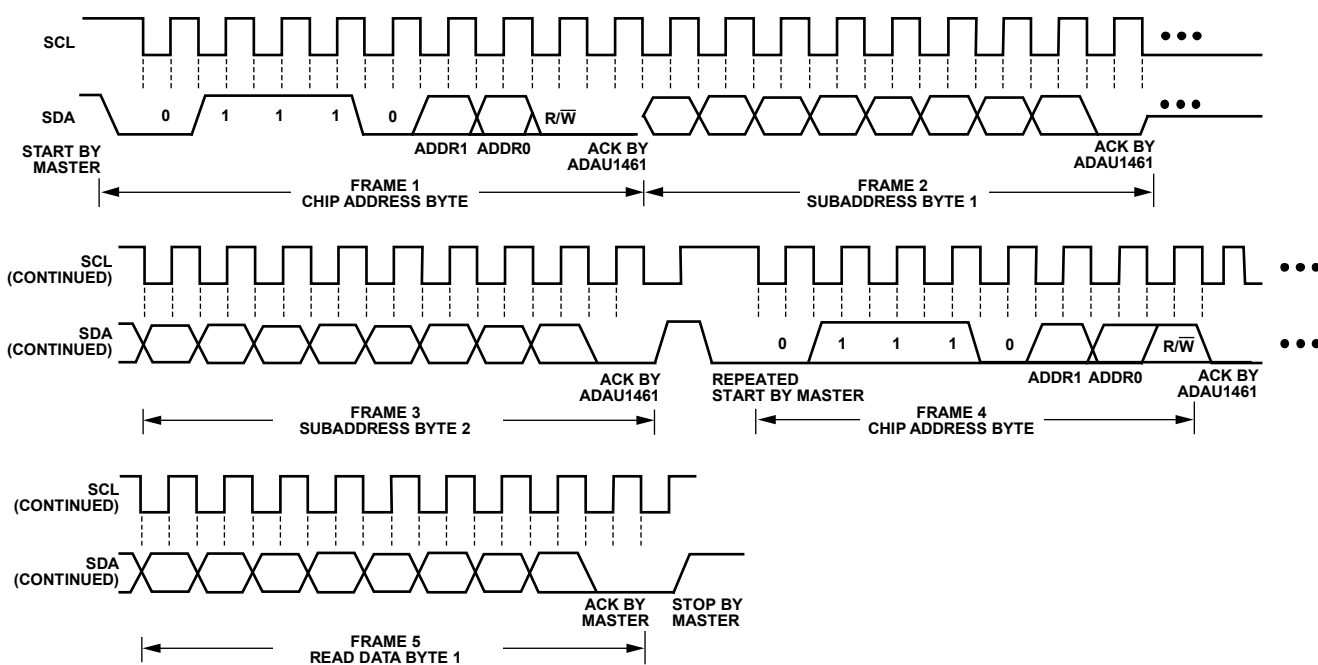 SCL
SDA
0 1 1 1 0 R/W̅
ADDR1 ADDR0
START BY
MASTER
ACK BY
ADAU1461
ACK BY
ADAU1461
FRAME 1
CHIP ADDRESS BYTE
FRAME 2
SUBADDRESS BYTE 1
SCL
(CONTINUED)
SDA
(CONTINUED)
0 1 1 1 0 R/W̅
ADDR1 ADDR0
ACK BY
ADAU1461
REPEATED
START BY MASTER
ACK BY
ADAU1461
FRAME 3
SUBADDRESS BYTE 2
FRAME 4
CHIP ADDRESS BYTE
SCL
(CONTINUED)
SDA
(CONTINUED)
ACK BY
MASTER
STOP BY
MASTER
FRAME 5
READ DATA BYTE 1